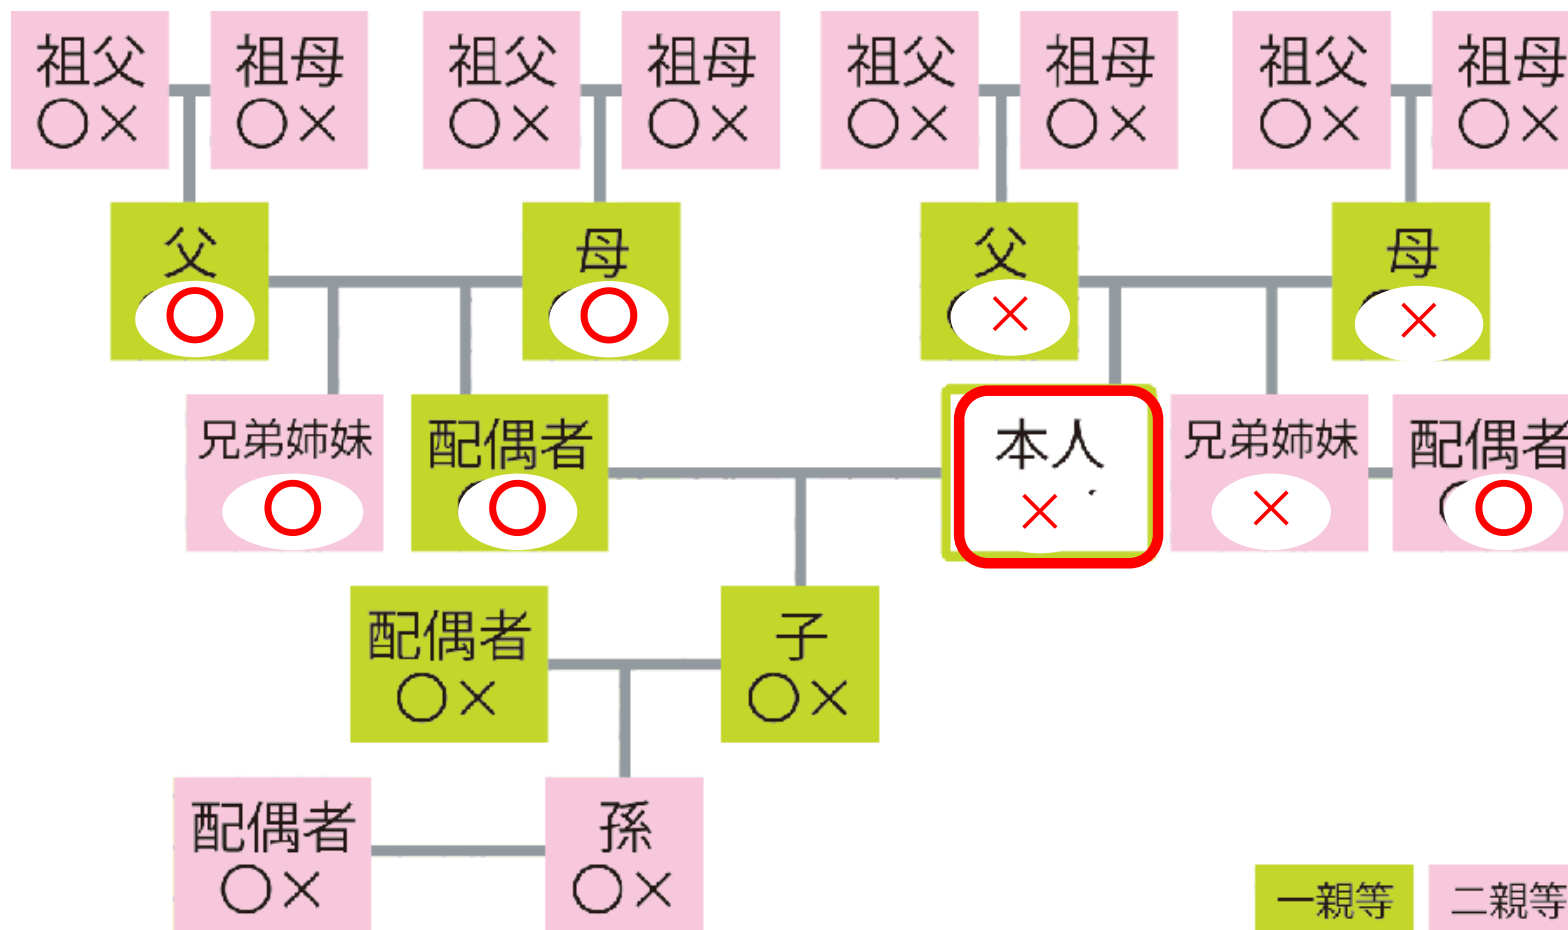 祖父 祖母 祖父 祖母 祖父 祖母 祖父 祖母
○× ○× ○× ○× ○× ○× ○× ○×
父 母 父 母
○ ○ × ×
兄弟姉妹 配偶者 本人 兄弟姉妹 配偶者
○ ○ × × ○
配偶者 子
○× ○×
配偶者 孫
○× ○×
一親等 二親等